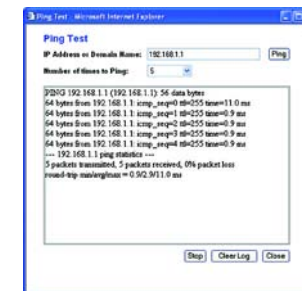 Ping Test - Microsoft Internet Explorer
Ping Test
IP Address or Domain Name: 192.168.1.1 Ping
Number of times to Ping: 5
PING 192.168.1.1 (192.168.1.1): 56 data bytes
64 bytes from 192.168.1.1: icmp_seq=0 ttl=255 time=11.0 ms
64 bytes from 192.168.1.1: icmp_seq=1 ttl=255 time=0.9 ms
64 bytes from 192.168.1.1: icmp_seq=2 ttl=255 time=0.9 ms
64 bytes from 192.168.1.1: icmp_seq=3 ttl=255 time=0.9 ms
64 bytes from 192.168.1.1: icmp_seq=4 ttl=255 time=0.9 ms
--- 192.168.1.1 ping statistics ---
5 packets transmitted, 5 packets received, 0% packet loss
round-trip min/avg/max = 0.9/2.9/11.0 ms
Stop Clear Log Close